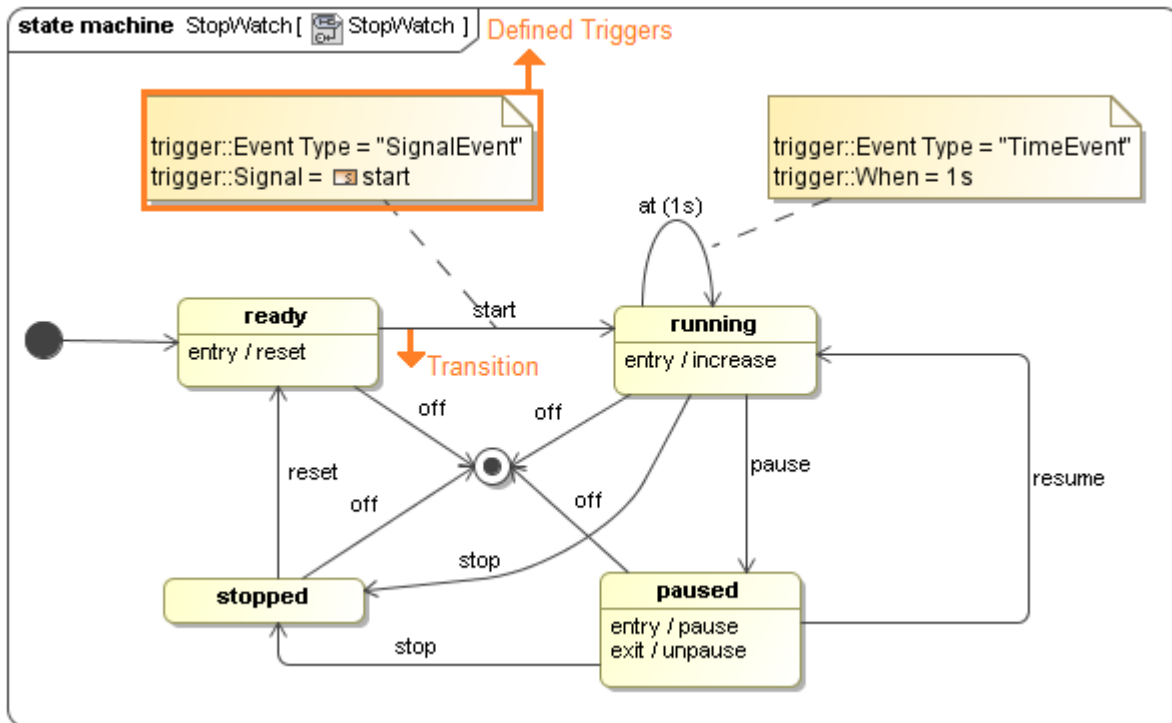 state machine StopWatch [ StopWatch ]
Defined Triggers
trigger::Event Type = "SignalEvent"
trigger::Signal = s start
trigger::Event Type = "TimeEvent"
trigger::When = 1s
at (1s)
ready
entry / reset
start
Transition
running
entry / increase
off
off
reset
pause
resume
off
off
stop
stopped
paused
entry / pause
exit / unpause
stop